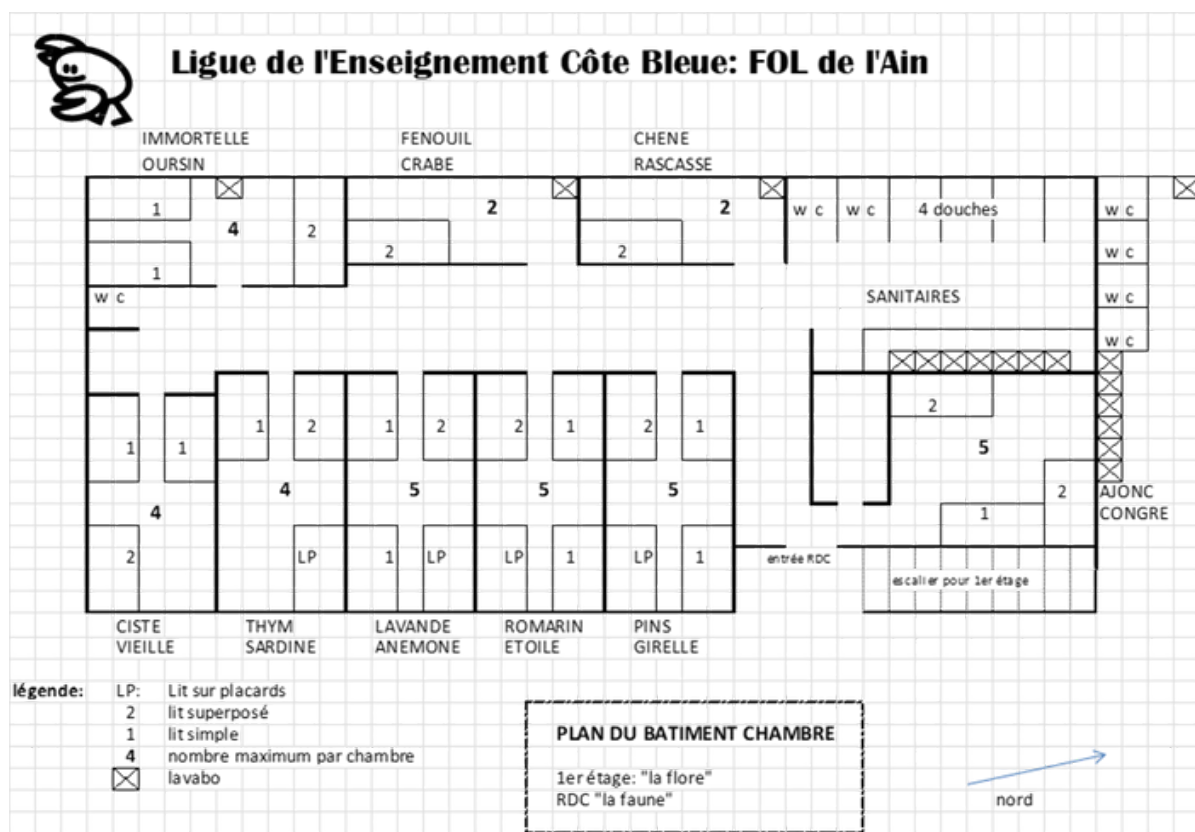 Ligue de l'Enseignement Côte Bleue: FOL de l'Ain
IMMORTELLE FENOUIL CHENE
OURSIN CRABE RASCASSE
1 4 2 2 2 w c w c 4 douches w c
2 2 w c
1
w c SANITAIRES w c
w c
2
1 1 1 2 1 2 2 1 2 1 5
4 5 5 5 2 AJONC
4 1 CONGRE
2 LP 1 LP LP 1 LP 1 entrée RDC
escalier pour 1er étage
CISTE THYM LAVANDE ROMARIN PINS
VIEILLE SARDINE ANEMONE ETOILE GIRELLE
légende: LP: Lit sur placards
2 lit superposé
1 lit simple
4 nombre maximum par chambre
lavabo
PLAN DU BATIMENT CHAMBRE
1er étage: "la flore"
RDC "la faune"
nord